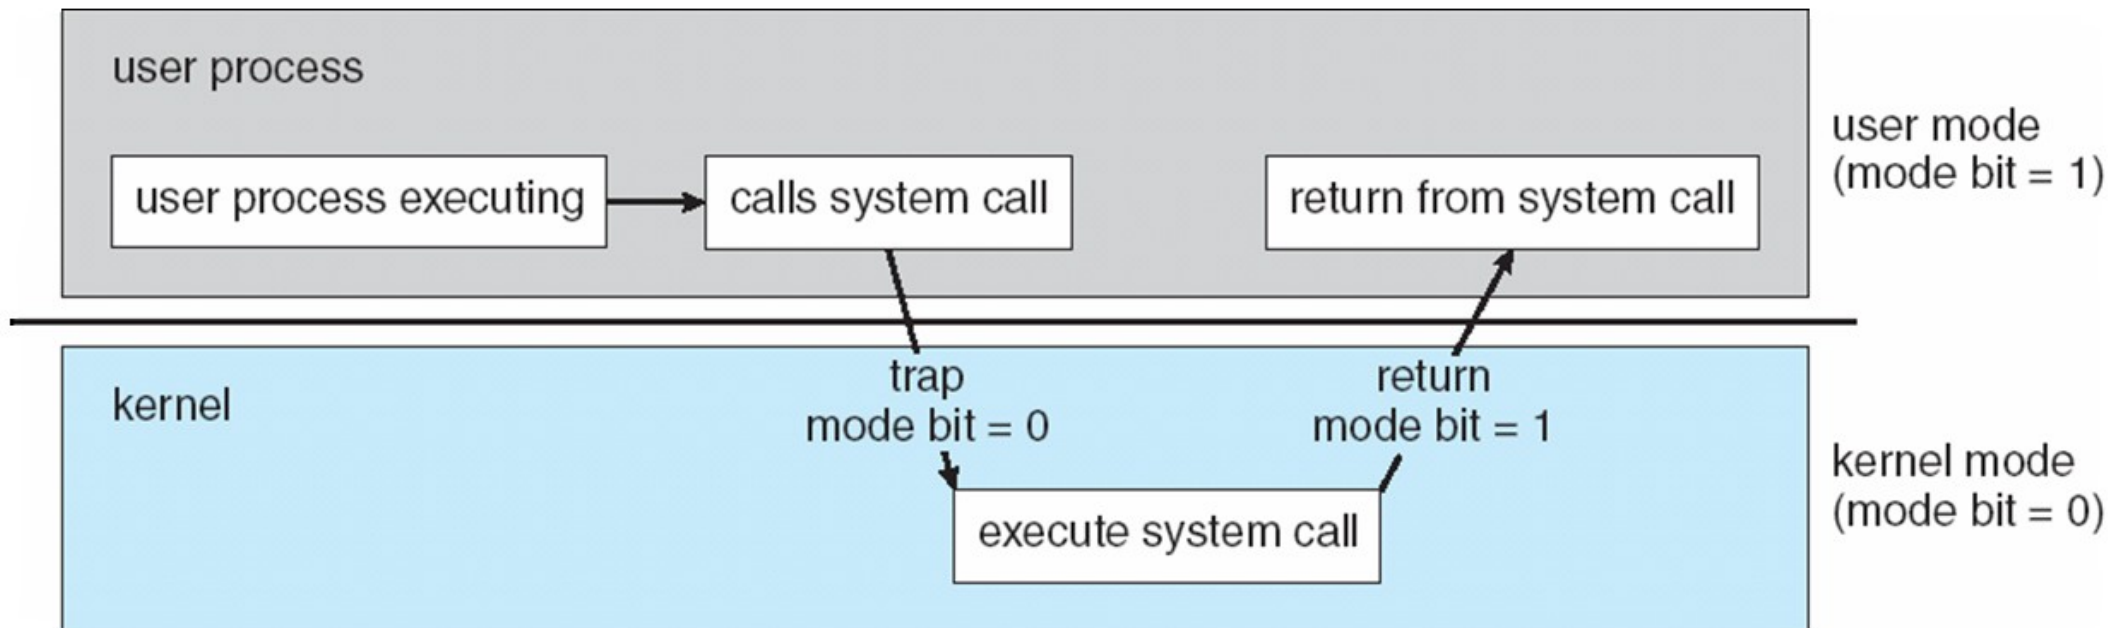 user process
user process executing
calls system call
return from system call
user mode
(mode bit = 1)
kernel
trap
mode bit = 0
return
mode bit = 1
execute system call
kernel mode
(mode bit = 0)